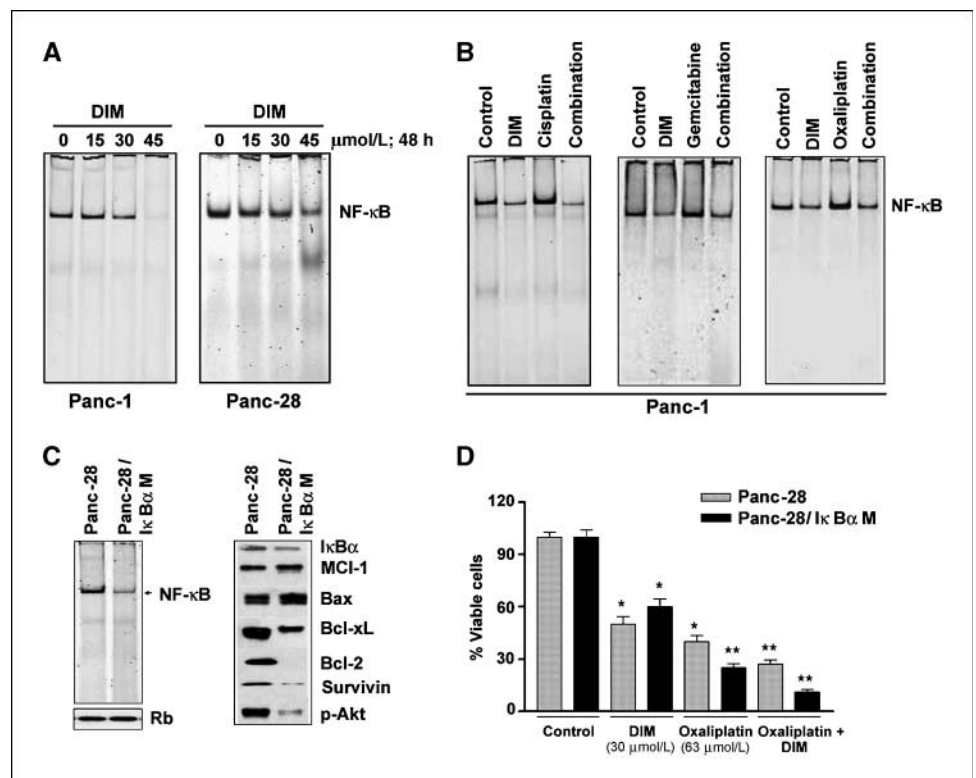 A
DIM
0 15 30 45 μmol/L; 48 h
NF-κB
Panc-1 Panc-28
B
Control DIM Cisplatin Combination
Control DIM Gemcitabine Combination
Control DIM Oxaliplatin Combination
NF-κB
Panc-1
DIM
0 15 30 45
C
Panc-28
Panc-28 /
Iκ Bα M
NF-κB
Rb
Panc-28
Panc-28 /
Iκ Bα M
IκBα
MCl-1
Bax
Bcl-xL
Bcl-2
Survivin
p-Akt
D
Panc-28
Panc-28/ Iκ Bα M
% Viable cells
120
90
60
30
0
* * * ** ** **
Control DIM Oxaliplatin Oxaliplatin +
(30 μmol/L) (63 μmol/L) DIM